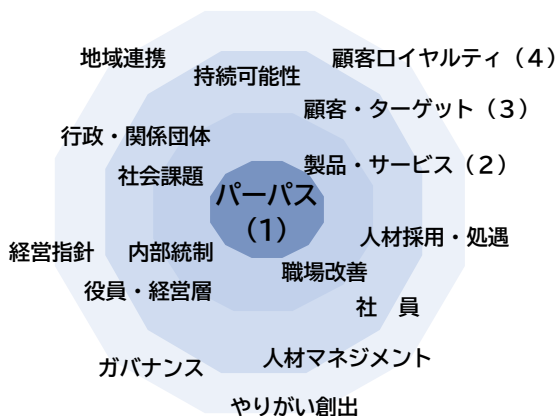 地域連携
顧客ロイヤルティ（４）
持続可能性
顧客・ターゲット（３）
行政・関係団体
製品・サービス（２）
社会課題
パーパス
（１）
人材採用・処遇
経営指針
内部統制
職場改善
役員・経営層
社　員
人材マネジメント
ガバナンス
やりがい創出